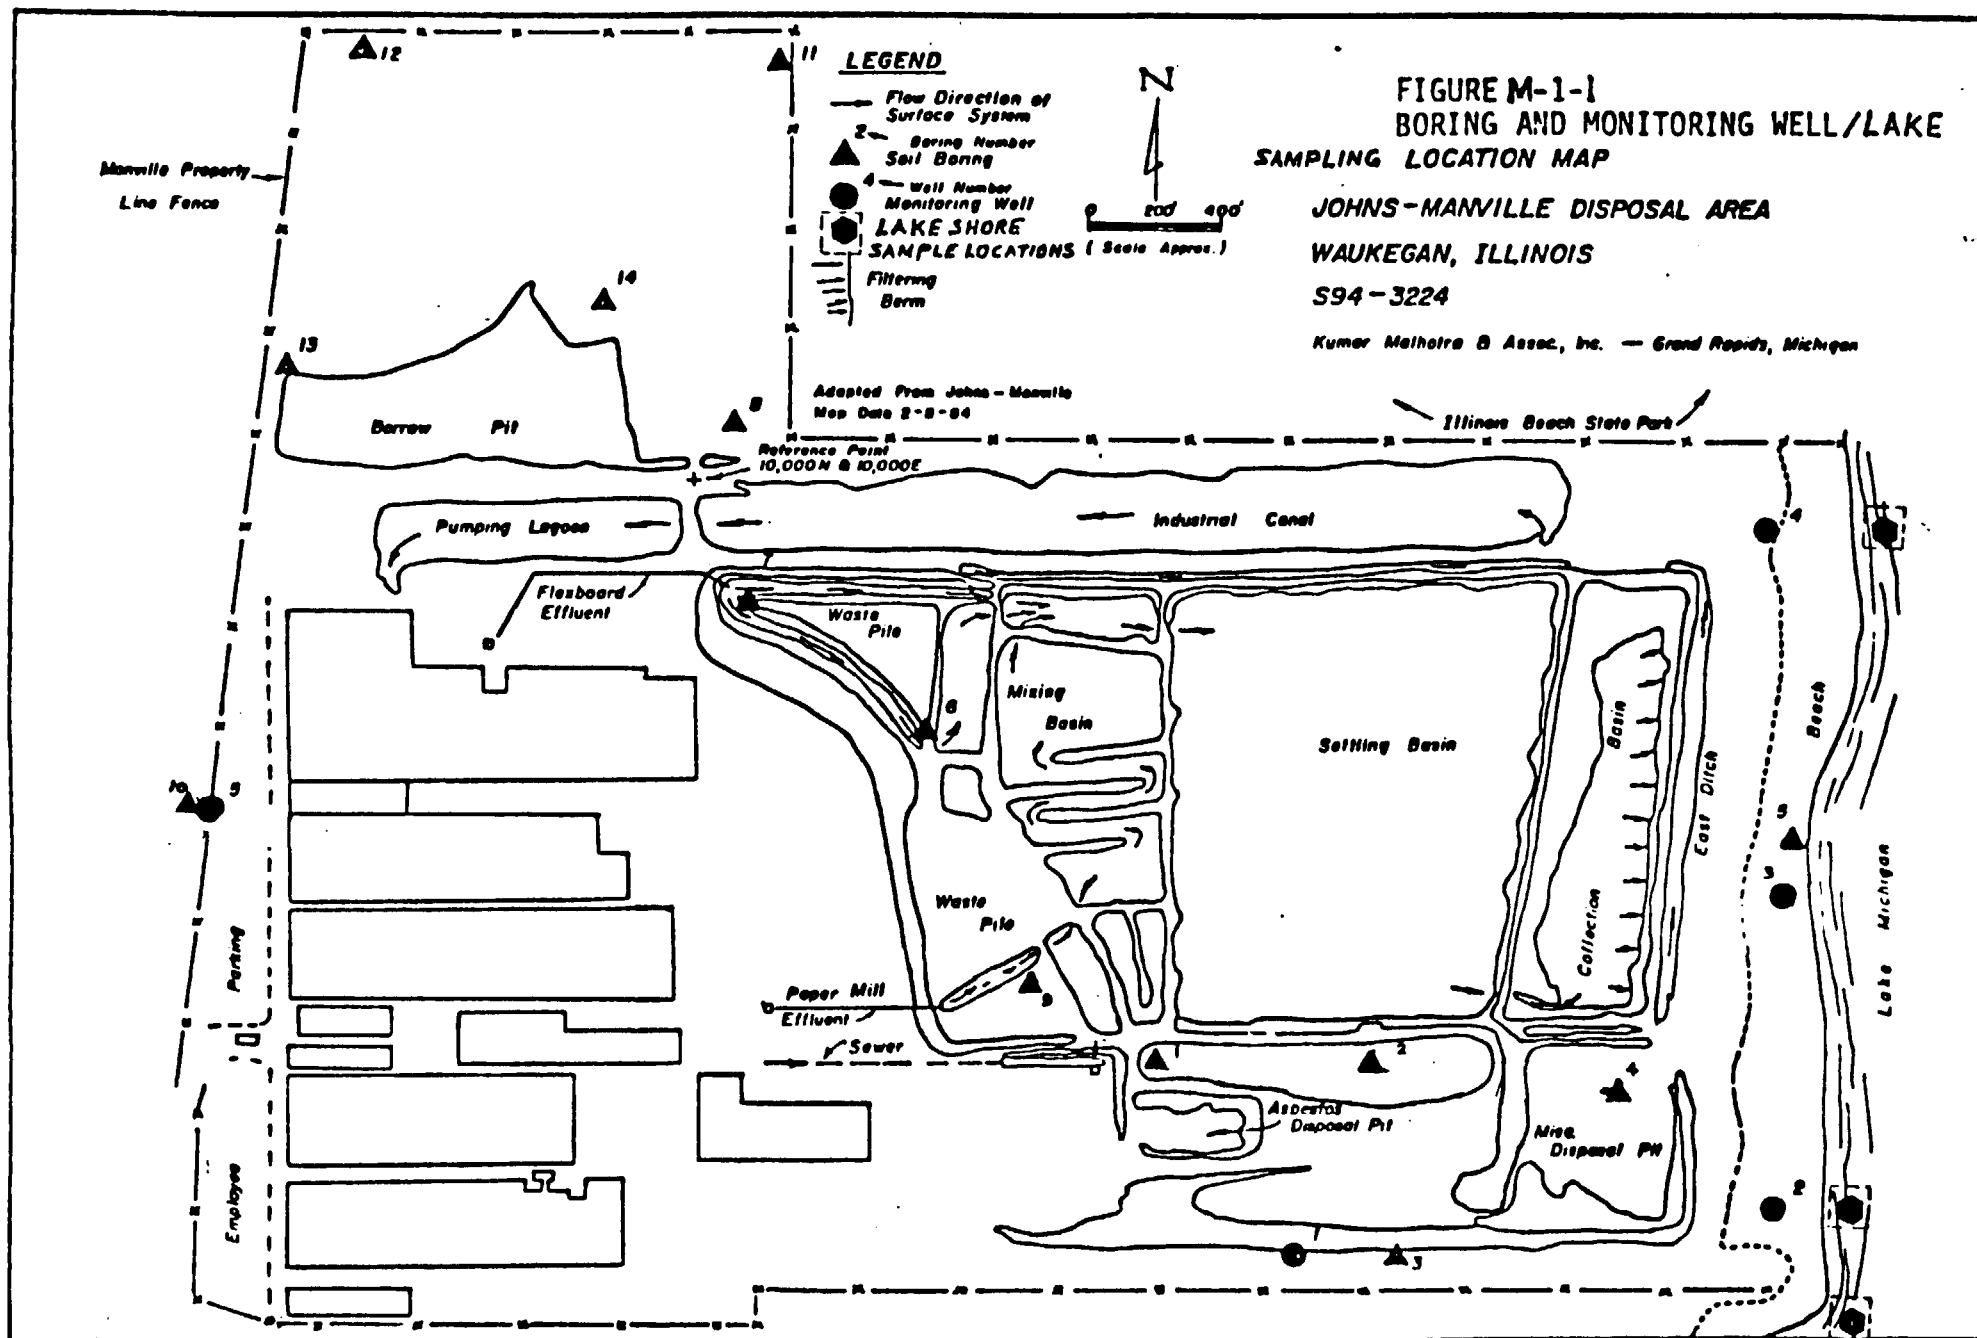 FIGURE M-1-1
BORING AND MONITORING WELL/LAKE
SAMPLING LOCATION MAP
JOHNS-MANVILLE DISPOSAL AREA
WAUKEGAN, ILLINOIS
S94-3224
Kumar Malhotra & Assoc., Inc. — Grand Rapids, Michigan
LEGEND
Flow Direction of
Surface System
2
Boring Number
Soil Boring
4
Well Number
Monitoring Well
LAKE SHORE
SAMPLE LOCATIONS
Filtering
Berm
N
0 200' 400'
( Scale Approx.)
12
11
Manville Property
Line Fence
14
13
8
Adapted From Johns-Manville
Map Date 2-8-84
Illinois Beach State Park
Borrow Pit
Reference Point
10,000N & 10,000E
Pumping Lagoon
Industrial Canal
4
Flexboard
Effluent
Waste
Pile
Mixing
Basin
6
Settling Basin
Basin
Collection
East Ditch
Beach
Lake Michigan
5
3
10
5
Waste
Pile
9
Paper Mill
Effluent
Sewer
Parking
Employee
1
2
4
Asbestos
Disposal Pit
Misc.
Disposal Pit
2
1
3